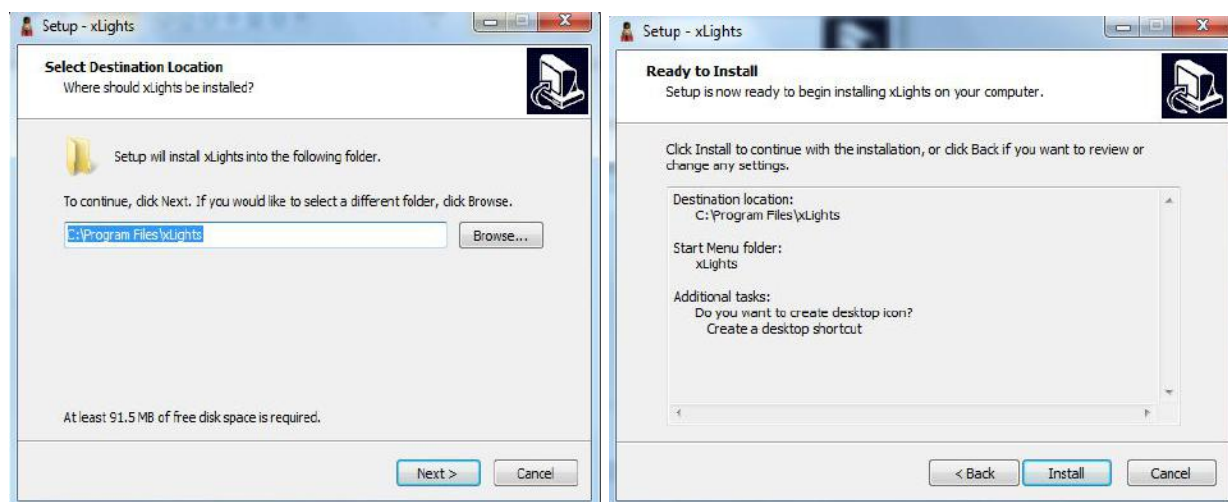 Setup - xLights
Select Destination Location
Where should xLights be installed?
Setup will install xLights into the following folder.
To continue, click Next. If you would like to select a different folder, click Browse.
C:\Program Files\xLights
Browse...
At least 91.5 MB of free disk space is required.
Next >
Cancel
Setup - xLights
Ready to Install
Setup is now ready to begin installing xLights on your computer.
Click Install to continue with the installation, or click Back if you want to review or
change any settings.
Destination location:
C:\Program Files\xLights
Start Menu folder:
xLights
Additional tasks:
Do you want to create desktop icon?
Create a desktop shortcut
< Back
Install
Cancel